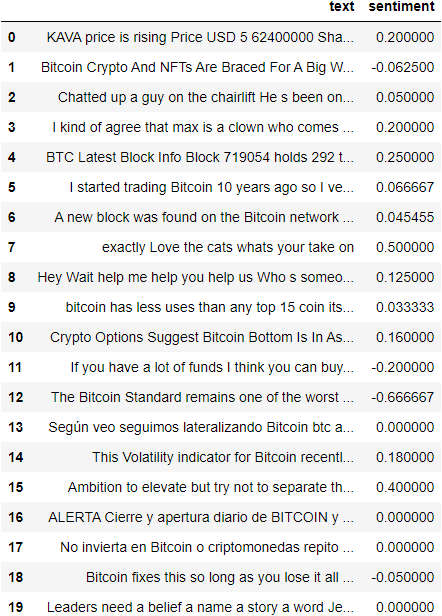 text sentiment
0 KAVA price is rising Price USD 5 62400000 Sha... 0.200000
1 Bitcoin Crypto And NFTs Are Braced For A Big W... -0.062500
2 Chatted up a guy on the chairlift He s been on... 0.050000
3 I kind of agree that max is a clown who comes ... 0.200000
4 BTC Latest Block Info Block 719054 holds 292 t... 0.250000
5 I started trading Bitcoin 10 years ago so I ve... 0.066667
6 A new block was found on the Bitcoin network ... 0.045455
7 exactly Love the cats whats your take on 0.500000
8 Hey Wait help me help you help us Who s someo... 0.125000
9 bitcoin has less uses than any top 15 coin its... 0.033333
10 Crypto Options Suggest Bitcoin Bottom Is In As... 0.160000
11 If you have a lot of funds I think you can buy... -0.200000
12 The Bitcoin Standard remains one of the worst ... -0.666667
13 Según veo seguimos lateralizando Bitcoin btc a... 0.000000
14 This Volatility indicator for Bitcoin recentl... 0.180000
15 Ambition to elevate but try not to separate th... 0.400000
16 ALERTA Cierre y apertura diario de BITCOIN y ... 0.000000
17 No invierta en Bitcoin o criptomonedas repito ... 0.000000
18 Bitcoin fixes this so long as you lose it all ... -0.050000
19 Leaders need a belief a name a story a word Je... 0.000000